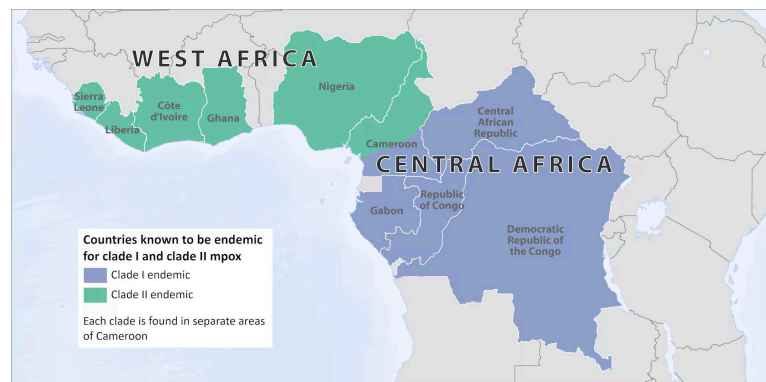 WEST AFRICA
Sierra
Leone
Liberia
Côte
d'Ivoire
Ghana
Nigeria
Cameroon
Central
African
Republic
CENTRAL AFRICA
Gabon
Republic
of Congo
Democratic
Republic of
the Congo
Countries known to be endemic
for clade I and clade II mpox
Clade I endemic
Clade II endemic
Each clade is found in separate areas
of Cameroon